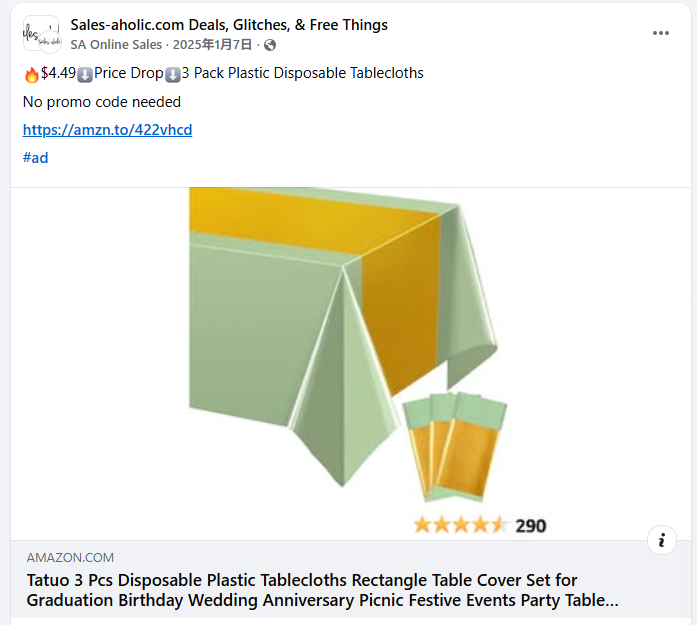 Sales-aholic.com Deals, Glitches, & Free Things
SA Online Sales · 2025年1月7日 ·
🔥$4.49⬇️Price Drop⬇️3 Pack Plastic Disposable Tablecloths
No promo code needed
https://amzn.to/422vhcd
#ad
290
AMAZON.COM
Tatuo 3 Pcs Disposable Plastic Tablecloths Rectangle Table Cover Set for
Graduation Birthday Wedding Anniversary Picnic Festive Events Party Table...